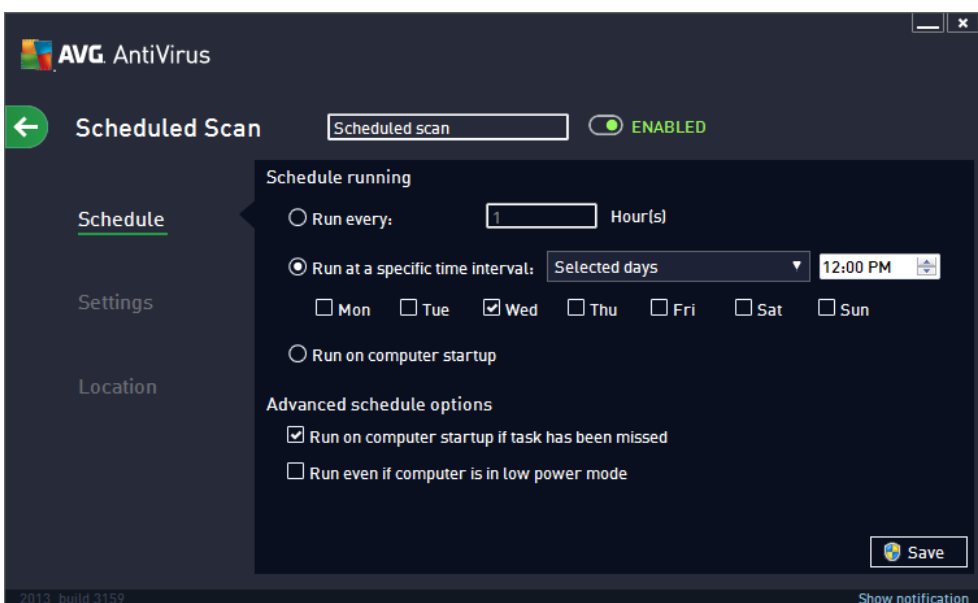 AVG. AntiVirus
Scheduled Scan
Scheduled scan
ENABLED
Schedule
Settings
Location
Schedule running
Run every:
1
Hour(s)
Run at a specific time interval:
Selected days
12:00 PM
Mon
Tue
Wed
Thu
Fri
Sat
Sun
Run on computer startup
Advanced schedule options
Run on computer startup if task has been missed
Run even if computer is in low power mode
Save
2013 build 3159
Show notification